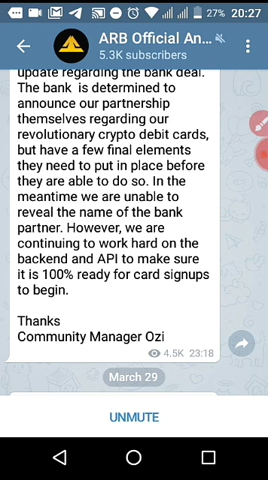 27% 20:27
ARB Official An...
5.3K subscribers
update regarding the bank deal.
The bank is determined to
announce our partnership
themselves regarding our
revolutionary crypto debit cards,
but have a few final elements
they need to put in place before
they are able to do so. In the
meantime we are unable to
reveal the name of the bank
partner. However, we are
continuing to work hard on the
backend and API to make sure
it is 100% ready for card signups
to begin.
Thanks
Community Manager Ozi
4.5K 23:18
March 29
UNMUTE